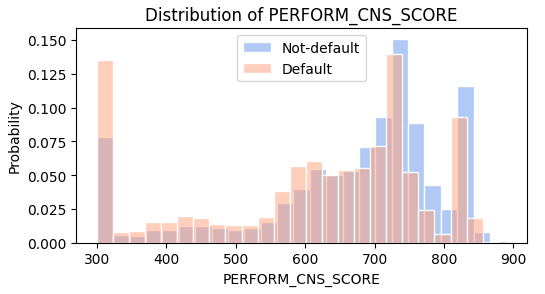 Distribution of PERFORM_CNS_SCORE
Not-default
Default
Probability
0.150
0.125
0.100
0.075
0.050
0.025
0.000
300 400 500 600 700 800 900
PERFORM_CNS_SCORE